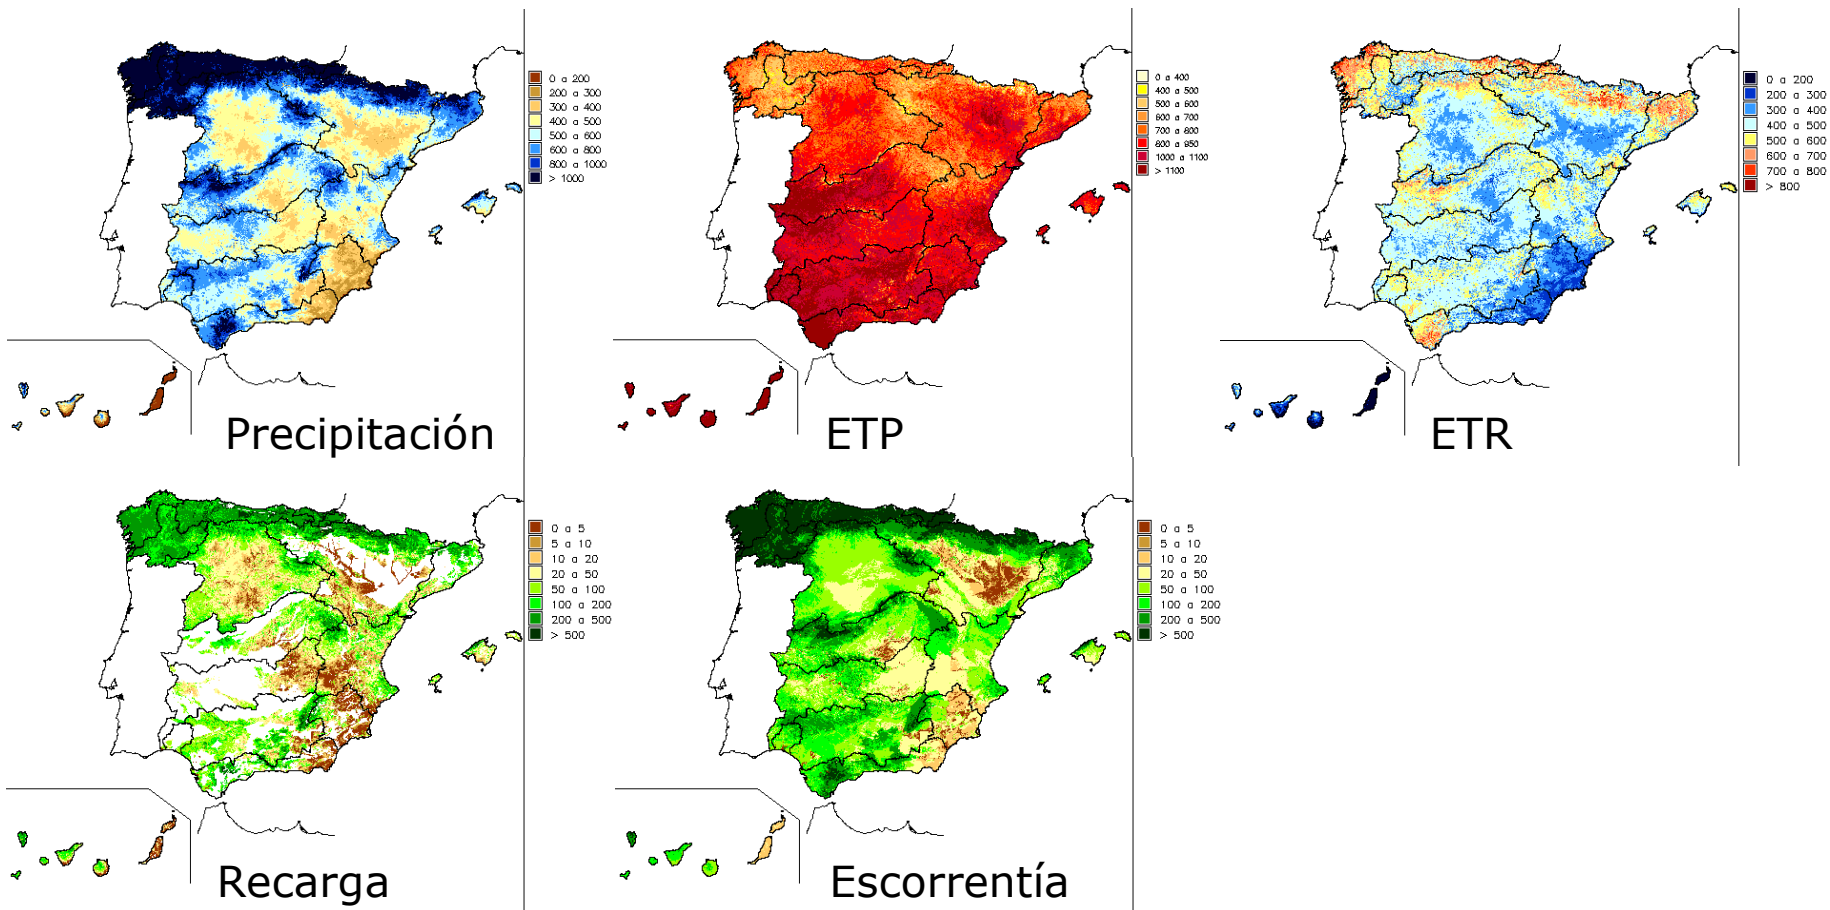 0 a 200
200 a 300
300 a 400
400 a 500
500 a 600
600 a 800
800 a 1000
> 1000
Precipitación
0 a 400
400 a 500
500 a 600
600 a 700
700 a 800
800 a 950
1000 a 1100
> 1100
ETP
0 a 200
200 a 300
300 a 400
400 a 500
500 a 600
600 a 700
700 a 800
> 800
ETR
0 a 5
5 a 10
10 a 20
20 a 50
50 a 100
100 a 200
200 a 500
> 500
Recarga
0 a 5
5 a 10
10 a 20
20 a 50
50 a 100
100 a 200
200 a 500
> 500
Escorrentía